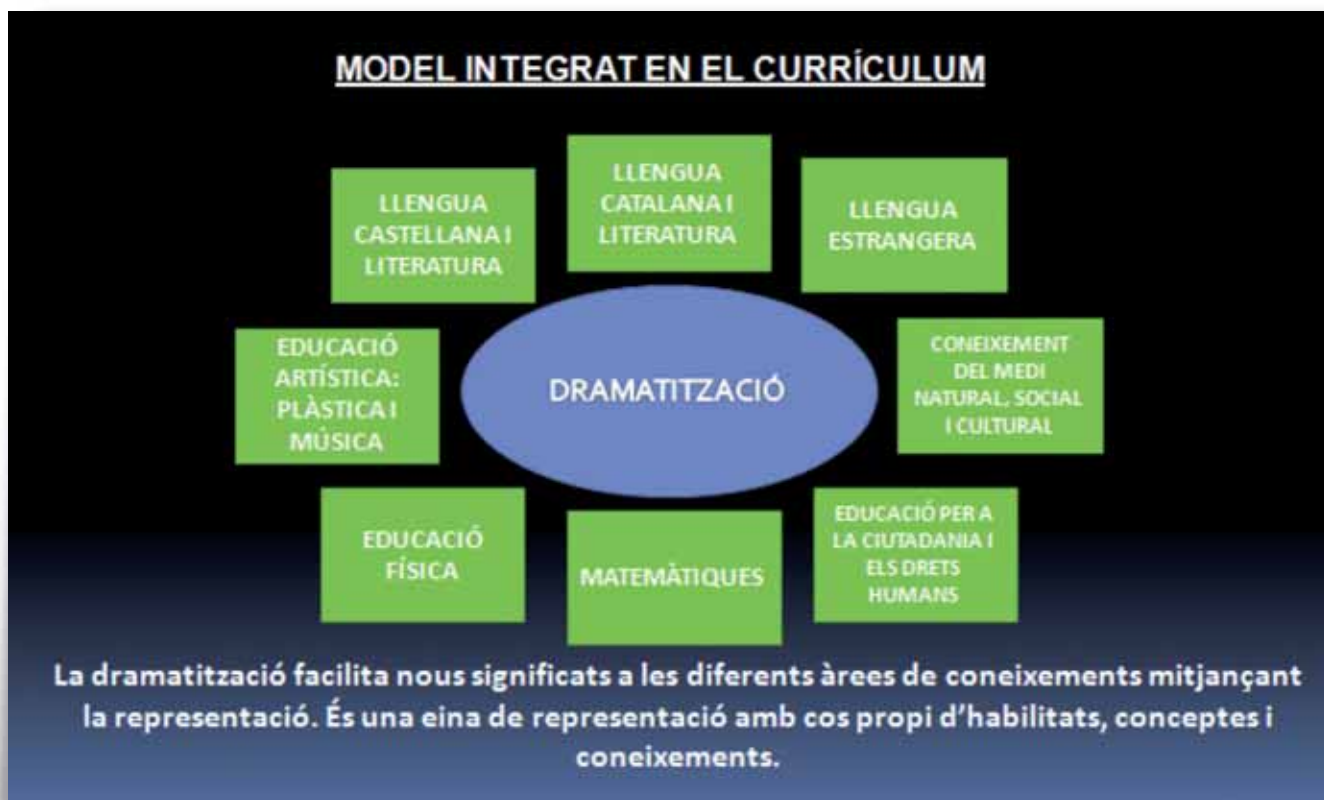 MODEL INTEGRAT EN EL CURRÍCULUM
LLENGUA
CASTELLANA I
LITERATURA
LLENGUA
CATALANA I
LITERATURA
LLENGUA
ESTRANGERA
EDUCACIÓ
ARTÍSTICA:
PLÀSTICA I
MÚSICA
DRAMATITZACIÓ
CONEIXEMENT
DEL MEDI
NATURAL, SOCIAL
I CULTURAL
EDUCACIÓ
FÍSICA
MATEMÀTIQUES
EDUCACIÓ PER A
LA CIUTADANIA I
ELS DRETS
HUMANS
La dramatització facilita nous significats a les diferents àrees de coneixements mitjançant
la representació. És una eina de representació amb cos propi d'habilitats, conceptes i
coneixements.